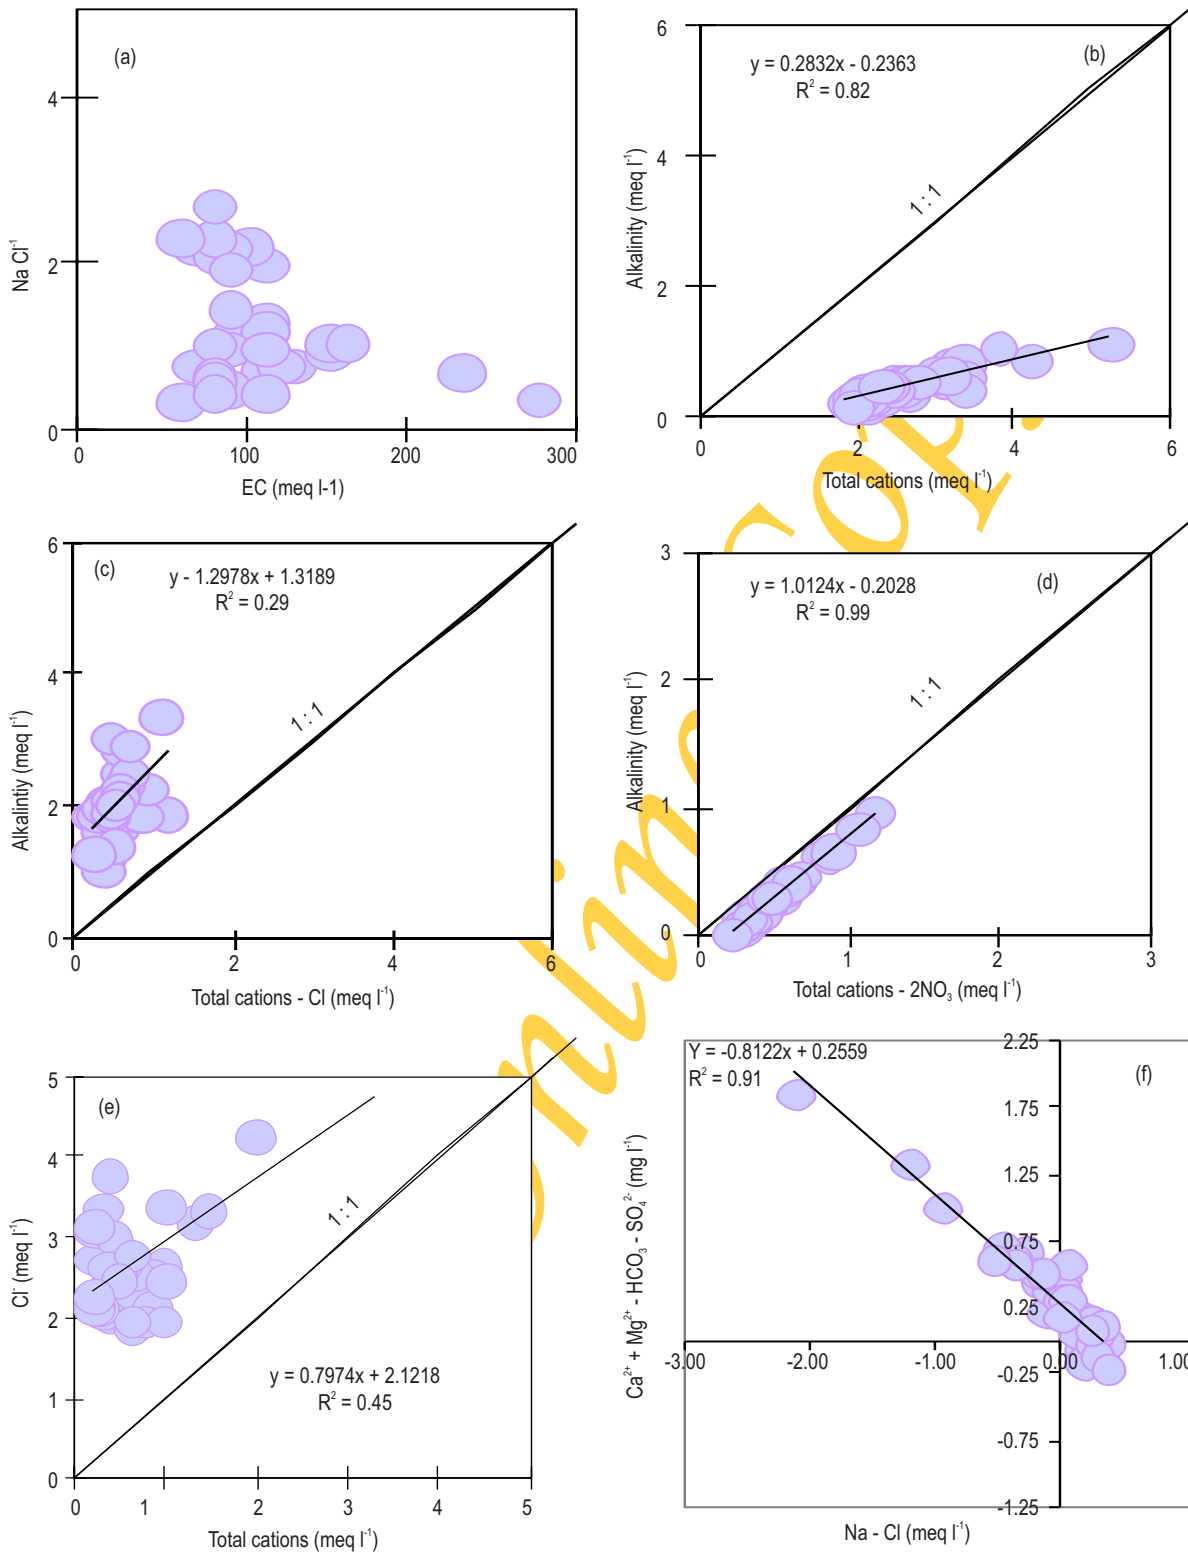 (a)
4
2
0
Na Cl-1
0 100 200 300
EC (meq l-1)
(b)
y = 0.2832x - 0.2363
R2 = 0.82
1 : 1
6
4
2
0
Alkalinity (meq l-1)
0 2 4 6
Total cations (meq l-1)
(c)
y - 1.2978x + 1.3189
R2 = 0.29
1 : 1
6
4
2
0
Alkalintiy (meq l-1)
0 2 4 6
Total cations - Cl (meq l-1)
(d)
y = 1.0124x - 0.2028
R2 = 0.99
1 : 1
3
2
1
0
Alkalinity (meq l-1)
0 1 2 3
Total cations - 2NO3 (meq l-1)
(e)
1 : 1
y = 0.7974x + 2.1218
R2 = 0.45
5
4
3
2
1
0
Cl- (meq l-1)
0 1 2 3 4 5
Total cations (meq l-1)
(f)
Y = -0.8122x + 0.2559
R2 = 0.91
2.25
1.75
1.25
0.75
0.25
-0.25
-0.75
-1.25
Ca2+ + Mg2+ - HCO3 - SO42- (mg l-1)
-3.00 -2.00 -1.00 0.00 1.00
Na - Cl (meq l-1)